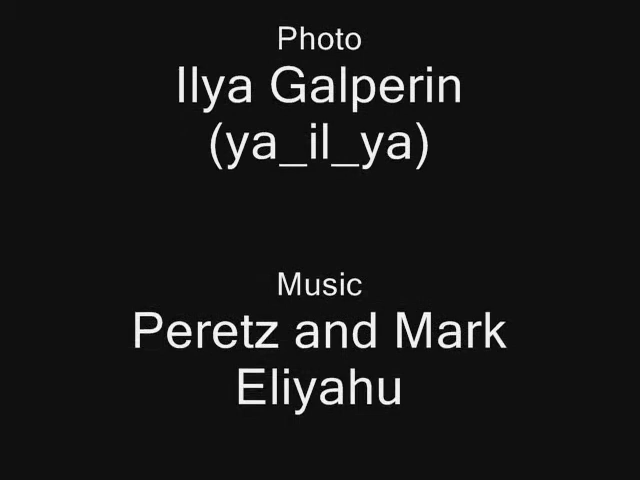 Photo
Ilya Galperin
(ya_il_ya)
Music
Peretz and Mark
Eliyahu